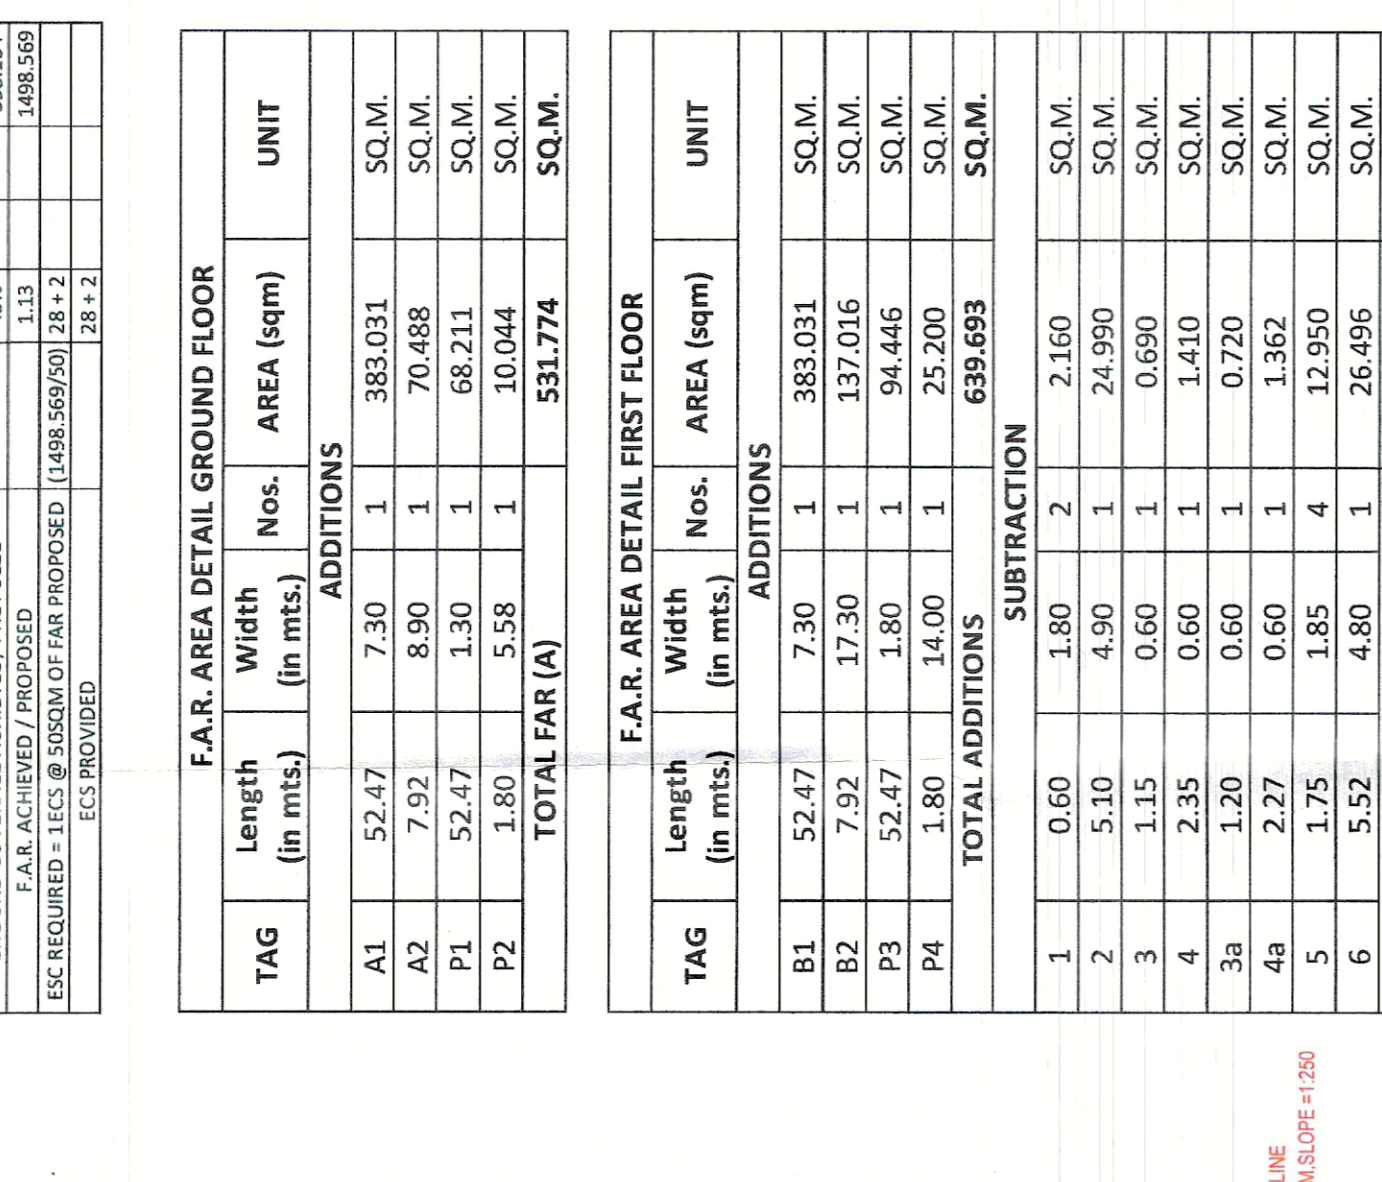 F.A.R. ACHIEVED / PROPOSED 1.13 1498.569
ESC REQUIRED = 1ECS @ 50SQM OF FAR PROPOSED (1498.569/50) 28 + 2
ECS PROVIDED 28 + 2
F.A.R. AREA DETAIL GROUND FLOOR
TAG Length (in mts.) Width (in mts.) Nos. AREA (sqm) UNIT
ADDITIONS
A1 52.47 7.30 1 383.031 SQ.M.
A2 7.92 8.90 1 70.488 SQ.M.
P1 52.47 1.30 1 68.211 SQ.M.
P2 1.80 5.58 1 10.044 SQ.M.
TOTAL FAR (A) 531.774 SQ.M.
F.A.R. AREA DETAIL FIRST FLOOR
TAG Length (in mts.) Width (in mts.) Nos. AREA (sqm) UNIT
ADDITIONS
B1 52.47 7.30 1 383.031 SQ.M.
B2 7.92 17.30 1 137.016 SQ.M.
P3 52.47 1.80 1 94.446 SQ.M.
P4 1.80 14.00 1 25.200 SQ.M.
TOTAL ADDITIONS 639.693 SQ.M.
SUBTRACTION
1 0.60 1.80 2 2.160 SQ.M.
2 5.10 4.90 1 24.990 SQ.M.
3 1.15 0.60 1 0.690 SQ.M.
4 2.35 0.60 1 1.410 SQ.M.
3a 1.20 0.60 1 0.720 SQ.M.
4a 2.27 0.60 1 1.362 SQ.M.
5 1.75 1.85 4 12.950 SQ.M.
6 5.52 4.80 1 26.496 SQ.M.
LINE
M,SLOPE =1:250